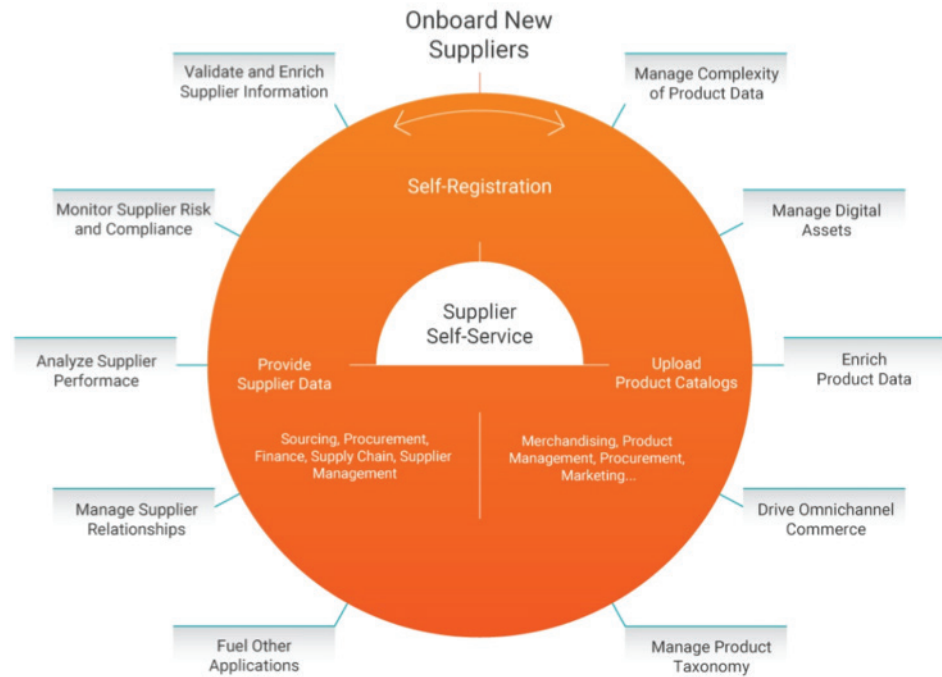 Onboard New
Suppliers
Validate and Enrich
Supplier Information
Manage Complexity
of Product Data
Self-Registration
Monitor Supplier Risk
and Compliance
Manage Digital
Assets
Supplier
Self-Service
Analyze Supplier
Performace
Provide
Supplier Data
Upload
Product Catalogs
Enrich
Product Data
Sourcing, Procurement,
Finance, Supply Chain, Supplier
Management
Merchandising, Product
Management, Procurement,
Marketing...
Manage Supplier
Relationships
Drive Omnichannel
Commerce
Fuel Other
Applications
Manage Product
Taxonomy